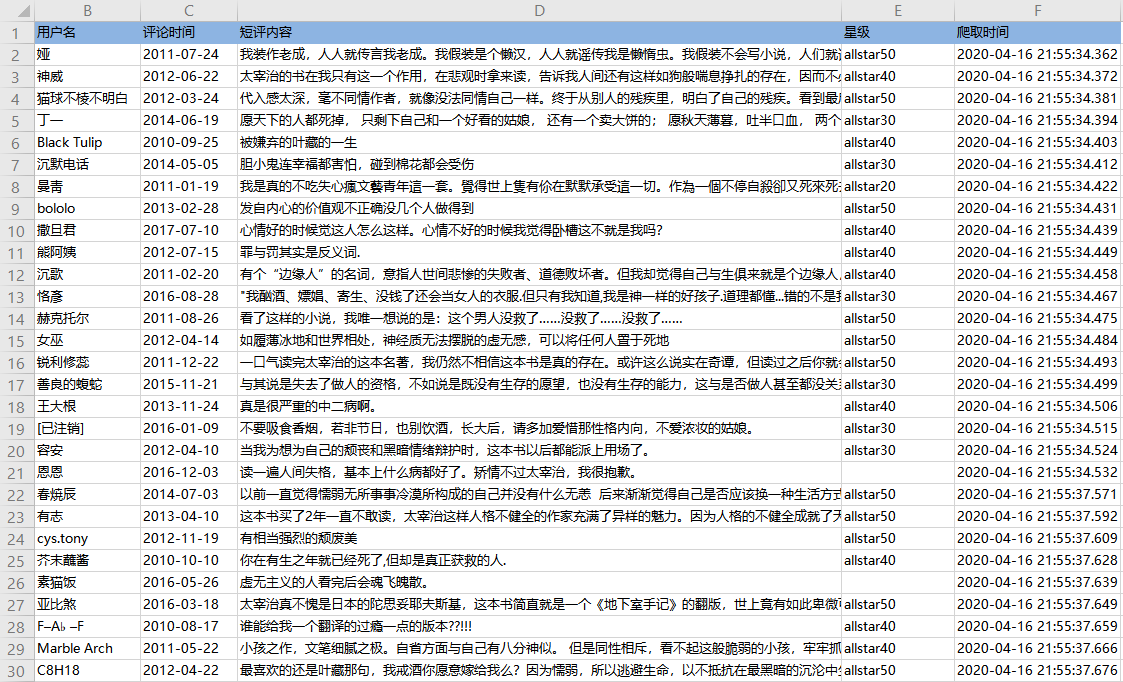 B C D E F
1 用户名 评论时间 短评内容 星级 爬取时间
2 娅 2011-07-24 我装作老成，人人就传言我老成。我假装是个懒汉，人人就谣传我是懒惰虫。我假装不会写小说，人们就 allstar50 2020-04-16 21:55:34.362
3 神威 2012-06-22 太宰治的书在我只有这一个作用，在悲观时拿来读，告诉我人间还有这样如狗般喘息挣扎的存在，因而不 allstar40 2020-04-16 21:55:34.372
4 猫球不棱不明白 2012-03-24 代入感太深，毫不同情作者，就像没法同情自己一样。终于从别人的残疾里，明白了自己的残疾。看到最 allstar50 2020-04-16 21:55:34.381
5 丁一 2014-06-19 愿天下的人都死掉， 只剩下自己和一个好看的姑娘， 还有一个卖大饼的； 愿秋天薄暮，吐半口血， 两个 allstar30 2020-04-16 21:55:34.394
6 Black Tulip 2010-09-25 被嫌弃的叶藏的一生 allstar40 2020-04-16 21:55:34.403
7 沉默电话 2014-05-05 胆小鬼连幸福都害怕，碰到棉花都会受伤 allstar30 2020-04-16 21:55:34.412
8 2011-01-19 我是真的不吃失心瘋文藝青年這一套。覺得世上隻有伱在默默承受這一切。作為一個不停自殺卻又死來死 allstar20 2020-04-16 21:55:34.422
9 bololo 2013-02-28 发自内心的价值观不正确没几个人做得到 allstar50 2020-04-16 21:55:34.431
10 撒旦君 2017-07-10 心情好的时候觉这人怎么这样。心情不好的时候我觉得卧槽这不就是我吗? allstar40 2020-04-16 21:55:34.439
11 熊阿姨 2012-07-15 罪与罚其实是反义词. allstar40 2020-04-16 21:55:34.449
12 沉歌 2011-02-20 有个“边缘人”的名词，意指人世间悲惨的失败者、道德败坏者。但我却觉得自己与生俱来就是个边缘人， allstar40 2020-04-16 21:55:34.458
13 恪彥 2016-08-28 "我酗酒、嫖娼、寄生、没钱了还会当女人的衣服.但只有我知道,我是神一样的好孩子.道理都懂...错的不是 allstar30 2020-04-16 21:55:34.467
14 赫克托尔 2011-08-26 看了这样的小说，我唯一想说的是：这个男人没救了……没救了……没救了…… allstar50 2020-04-16 21:55:34.475
15 女巫 2012-04-14 如履薄冰地和世界相处，神经质无法摆脱的虚无感，可以将任何人置于死地 allstar50 2020-04-16 21:55:34.484
16 锐利修蕊 2011-12-22 一口气读完太宰治的这本名著，我仍然不相信这本书是真的存在。或许这么说实在奇谭，但读过之后你就 allstar50 2020-04-16 21:55:34.493
17 善良的蝮蛇 2015-11-21 与其说是失去了做人的资格，不如说是既没有生存的愿望，也没有生存的能力，这与是否做人甚至都没关 allstar30 2020-04-16 21:55:34.499
18 王大根 2013-11-24 真是很严重的中二病啊。 allstar40 2020-04-16 21:55:34.506
19 [已注销] 2016-01-09 不要吸食香烟，若非节日，也别饮酒，长大后，请多加爱惜那性格内向，不爱浓妆的姑娘。 allstar30 2020-04-16 21:55:34.515
20 容安 2012-04-10 当我为想为自己的颓丧和黑暗情绪辩护时，这本书以后都能派上用场了。 allstar30 2020-04-16 21:55:34.524
21 恩恩 2016-12-03 读一遍人间失格，基本上什么病都好了。矫情不过太宰治，我很抱歉。 2020-04-16 21:55:34.532
22 春烧辰 2014-07-03 以前一直觉得懦弱无所事事冷漠所构成的自己并没有什么无恙 后来渐渐觉得自己是否应该换一种生活方式 allstar50 2020-04-16 21:55:37.571
23 有志 2013-04-10 这本书买了2年一直不敢读，太宰治这样人格不健全的作家充满了异样的魅力。因为人格的不健全成就了 allstar50 2020-04-16 21:55:37.592
24 cys.tony 2012-11-19 有相当强烈的颓废美 allstar50 2020-04-16 21:55:37.609
25 芥末蘸酱 2010-10-10 你在有生之年就已经死了,但却是真正获救的人. allstar40 2020-04-16 21:55:37.628
26 素猫饭 2016-05-26 虚无主义的人看完后会魂飞魄散。 2020-04-16 21:55:37.639
27 亚比煞 2016-03-18 太宰治真不愧是日本的陀思妥耶夫斯基，这本书简直就是一个《地下室手记》的翻版，世上竟有如此卑微 allstar50 2020-04-16 21:55:37.649
28 F–A♭–F 2010-08-17 谁能给我一个翻译的过瘾一点的版本??!!! allstar40 2020-04-16 21:55:37.659
29 Marble Arch 2011-05-22 小孩之作，文笔细腻之极。自省方面与自己有八分神似。 但是同性相斥，看不起这般脆弱的小孩，牢牢抓 allstar40 2020-04-16 21:55:37.666
30 C8H18 2012-04-22 最喜欢的还是叶藏那句，我戒酒你愿意嫁给我么？因为懦弱，所以逃避生命，以不抵抗在最黑暗的沉沦中 allstar50 2020-04-16 21:55:37.676